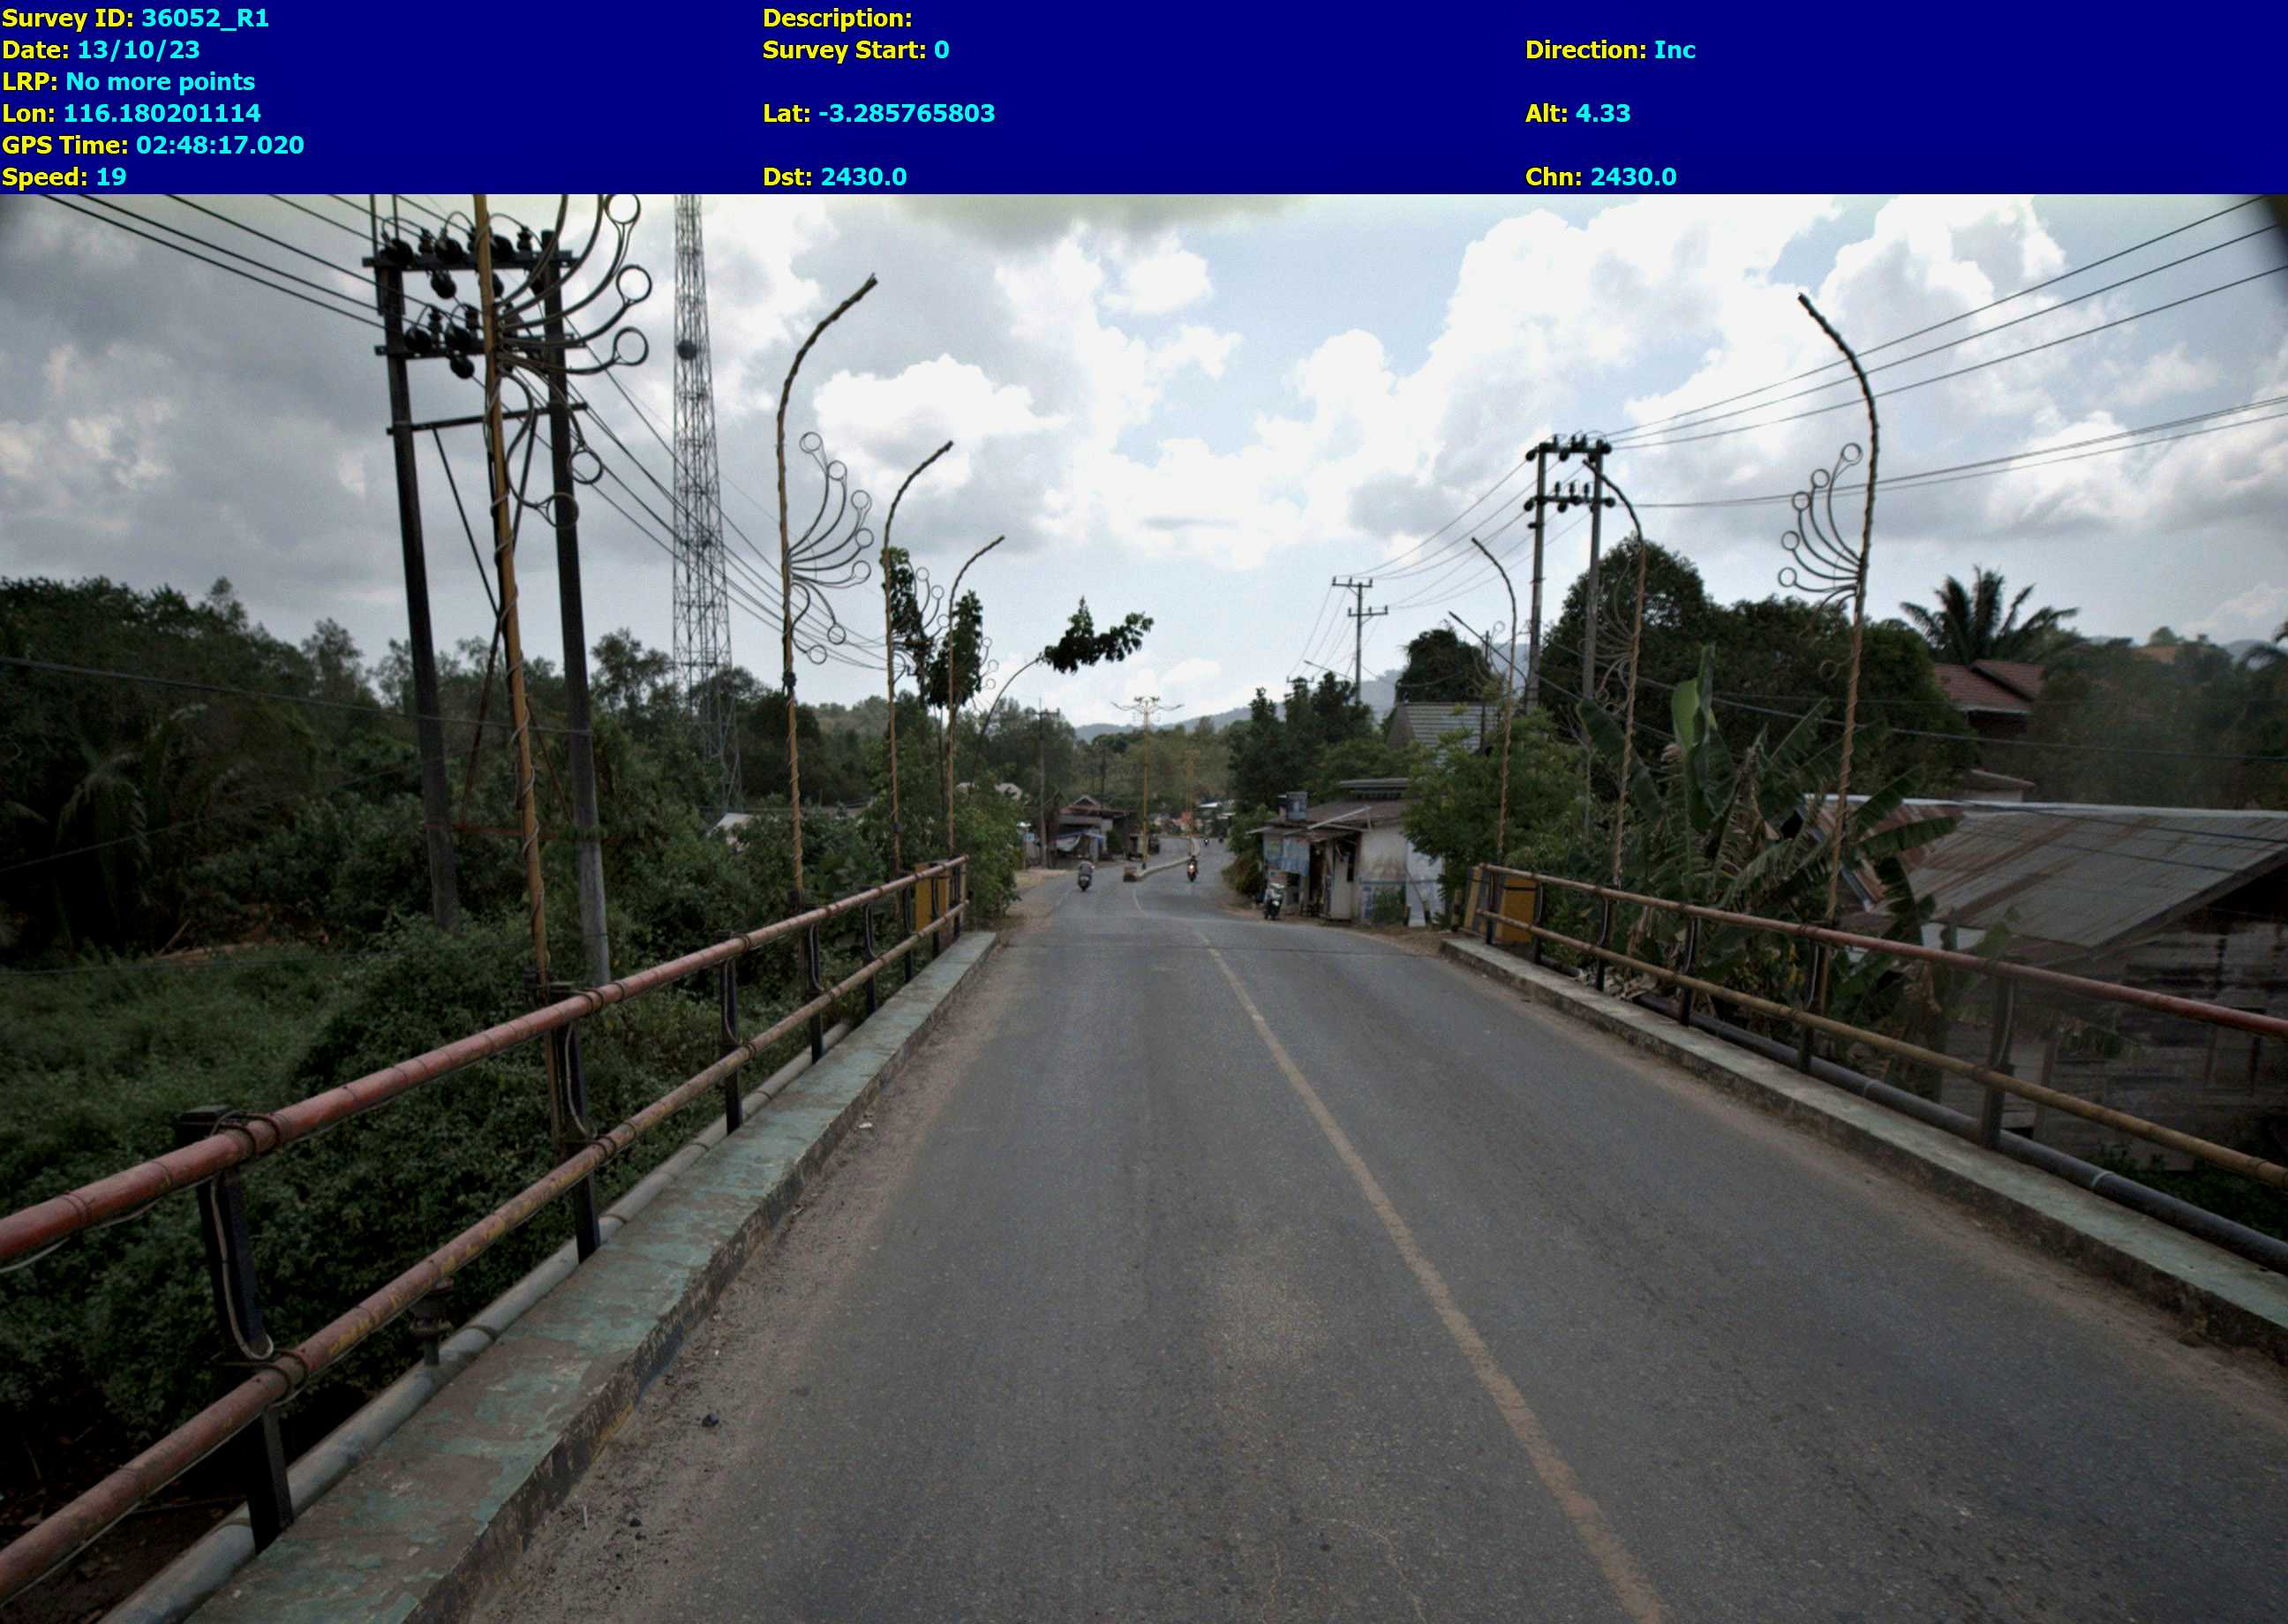 Survey ID: 36052_R1
Description:
Date: 13/10/23
Survey Start: 0
Direction: Inc
LRP: No more points
Lon: 116.180201114
Lat: -3.285765803
Alt: 4.33
GPS Time: 02:48:17.020
Speed: 19
Dst: 2430.0
Chn: 2430.0